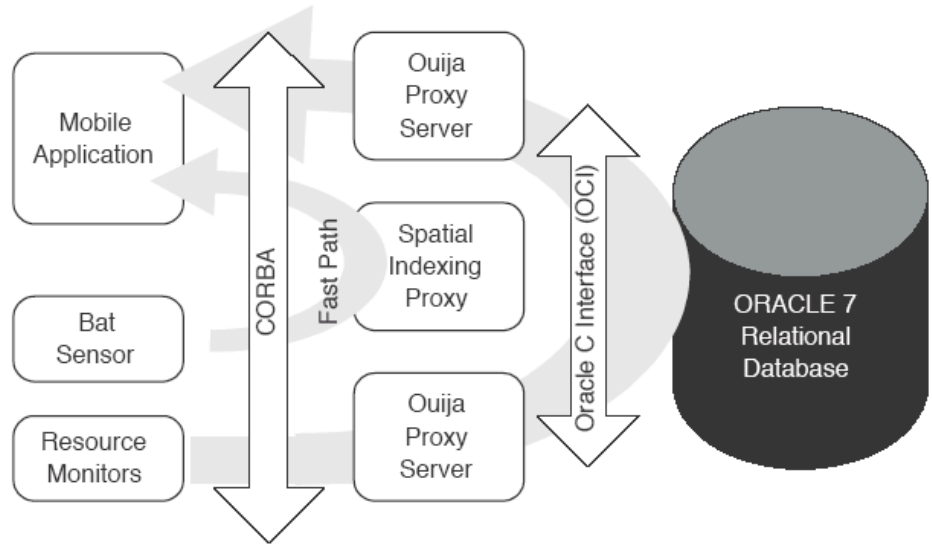 Mobile
Application
Bat
Sensor
Resource
Monitors
CORBA
Fast Path
Ouija
Proxy
Server
Spatial
Indexing
Proxy
Ouija
Proxy
Server
Oracle C Interface (OCI)
ORACLE 7
Relational
Database